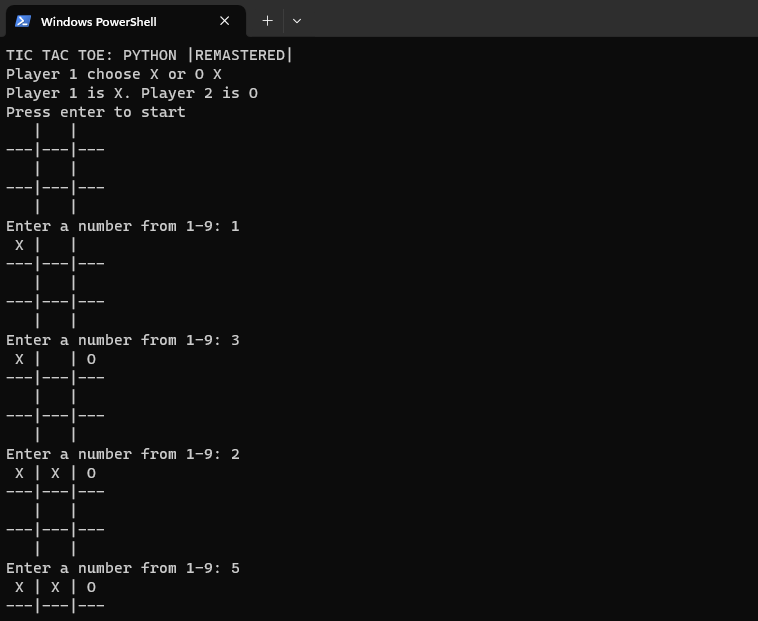 Windows PowerShell
TIC TAC TOE: PYTHON |REMASTERED|
Player 1 choose X or O X
Player 1 is X. Player 2 is O
Press enter to start
   |   |
---|---|---
   |   |
---|---|---
   |   |
Enter a number from 1-9: 1
 X |   |
---|---|---
   |   |
---|---|---
   |   |
Enter a number from 1-9: 3
 X |   | O
---|---|---
   |   |
---|---|---
   |   |
Enter a number from 1-9: 2
 X | X | O
---|---|---
   |   |
---|---|---
   |   |
Enter a number from 1-9: 5
 X | X | O
---|---|---